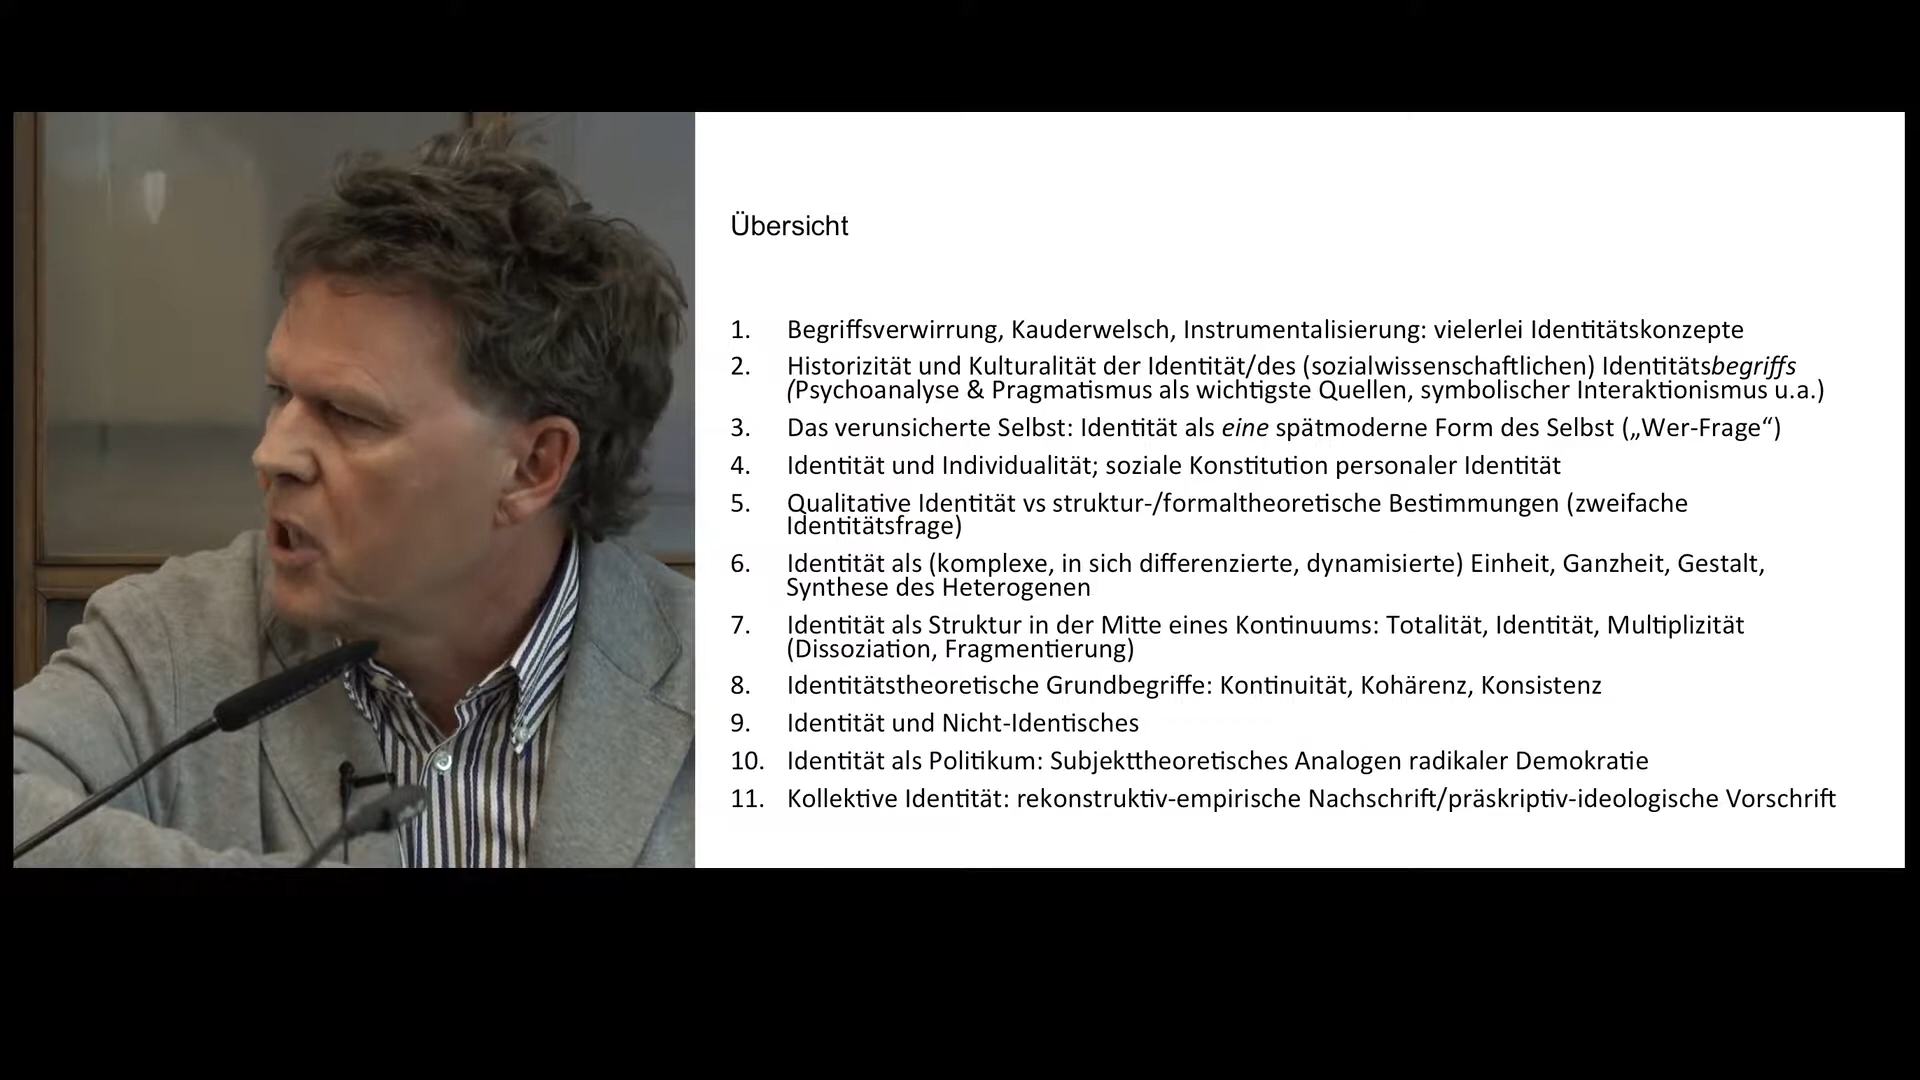 Übersicht
1. Begriffsverwirrung, Kauderwelsch, Instrumentalisierung: vielerlei Identitätskonzepte
2. Historizität und Kulturalität der Identität/des (sozialwissenschaftlichen) Identitätsbegriffs
(Psychoanalyse & Pragmatismus als wichtigste Quellen, symbolischer Interaktionismus u.a.)
3. Das verunsicherte Selbst: Identität als eine spätmoderne Form des Selbst („Wer-Frage“)
4. Identität und Individualität; soziale Konstitution personaler Identität
5. Qualitative Identität vs struktur-/formaltheoretische Bestimmungen (zweifache
Identitätsfrage)
6. Identität als (komplexe, in sich differenzierte, dynamisierte) Einheit, Ganzheit, Gestalt,
Synthese des Heterogenen
7. Identität als Struktur in der Mitte eines Kontinuums: Totalität, Identität, Multiplizität
(Dissoziation, Fragmentierung)
8. Identitätstheoretische Grundbegriffe: Kontinuität, Kohärenz, Konsistenz
9. Identität und Nicht-Identisches
10. Identität als Politikum: Subjekttheoretisches Analogen radikaler Demokratie
11. Kollektive Identität: rekonstruktiv-empirische Nachschrift/präskriptiv-ideologische Vorschrift